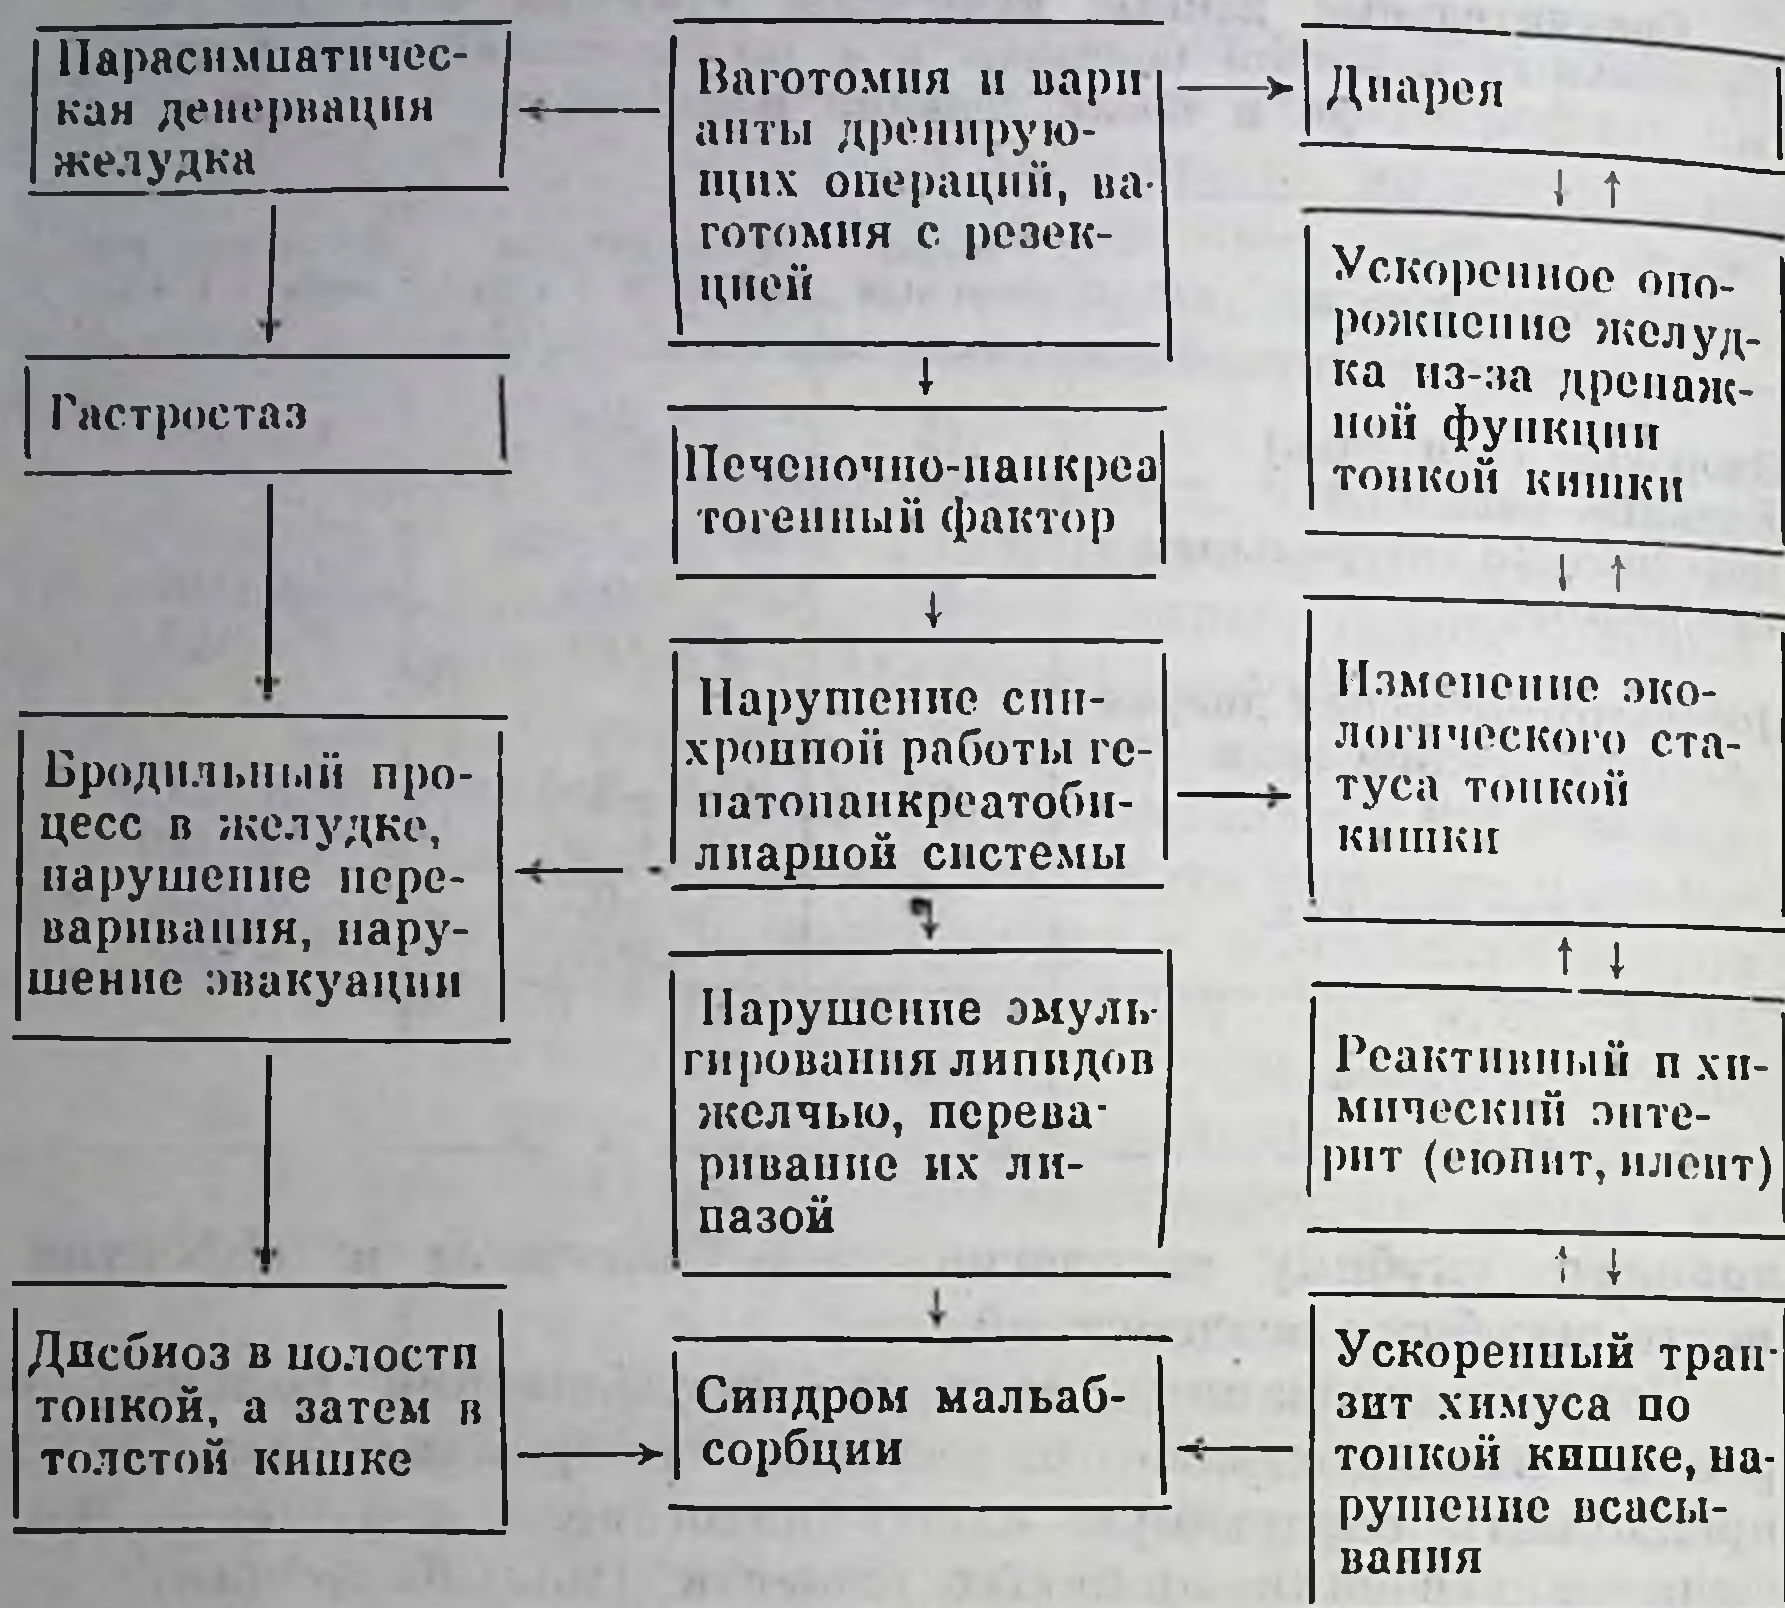 Парасимпатичес-
кая денервация
желудка
Гастростаз
Бродильный про-
цесс в желудке,
нарушение пере-
варивания, нару-
шение эвакуации
Дисбиоз в полости
тонкой, а затем в
толстой кишке
Ваготомия и вари
анты дренирую-
щих операций, ва-
готомия с резек-
цией
Печеночно-панкреа
тогенный фактор
Нарушение син-
хронной работы ге-
патопанкреатоби-
лиарной системы
Нарушение эмуль-
гирования липидов
желчью, перева-
ривание их ли-
пазой
Синдром мальаб-
сорбции
Диарея
Ускоренное опо-
рожнение желуд-
ка из-за дренаж-
ной функции
тонкой кишки
Изменение эко-
логического ста-
туса тонкой
кишки
Реактивный и хи-
мический энте-
рит (еюнит, илеит)
Ускоренный тран-
зит химуса по
тонкой кишке, на-
рушение всасы-
вания